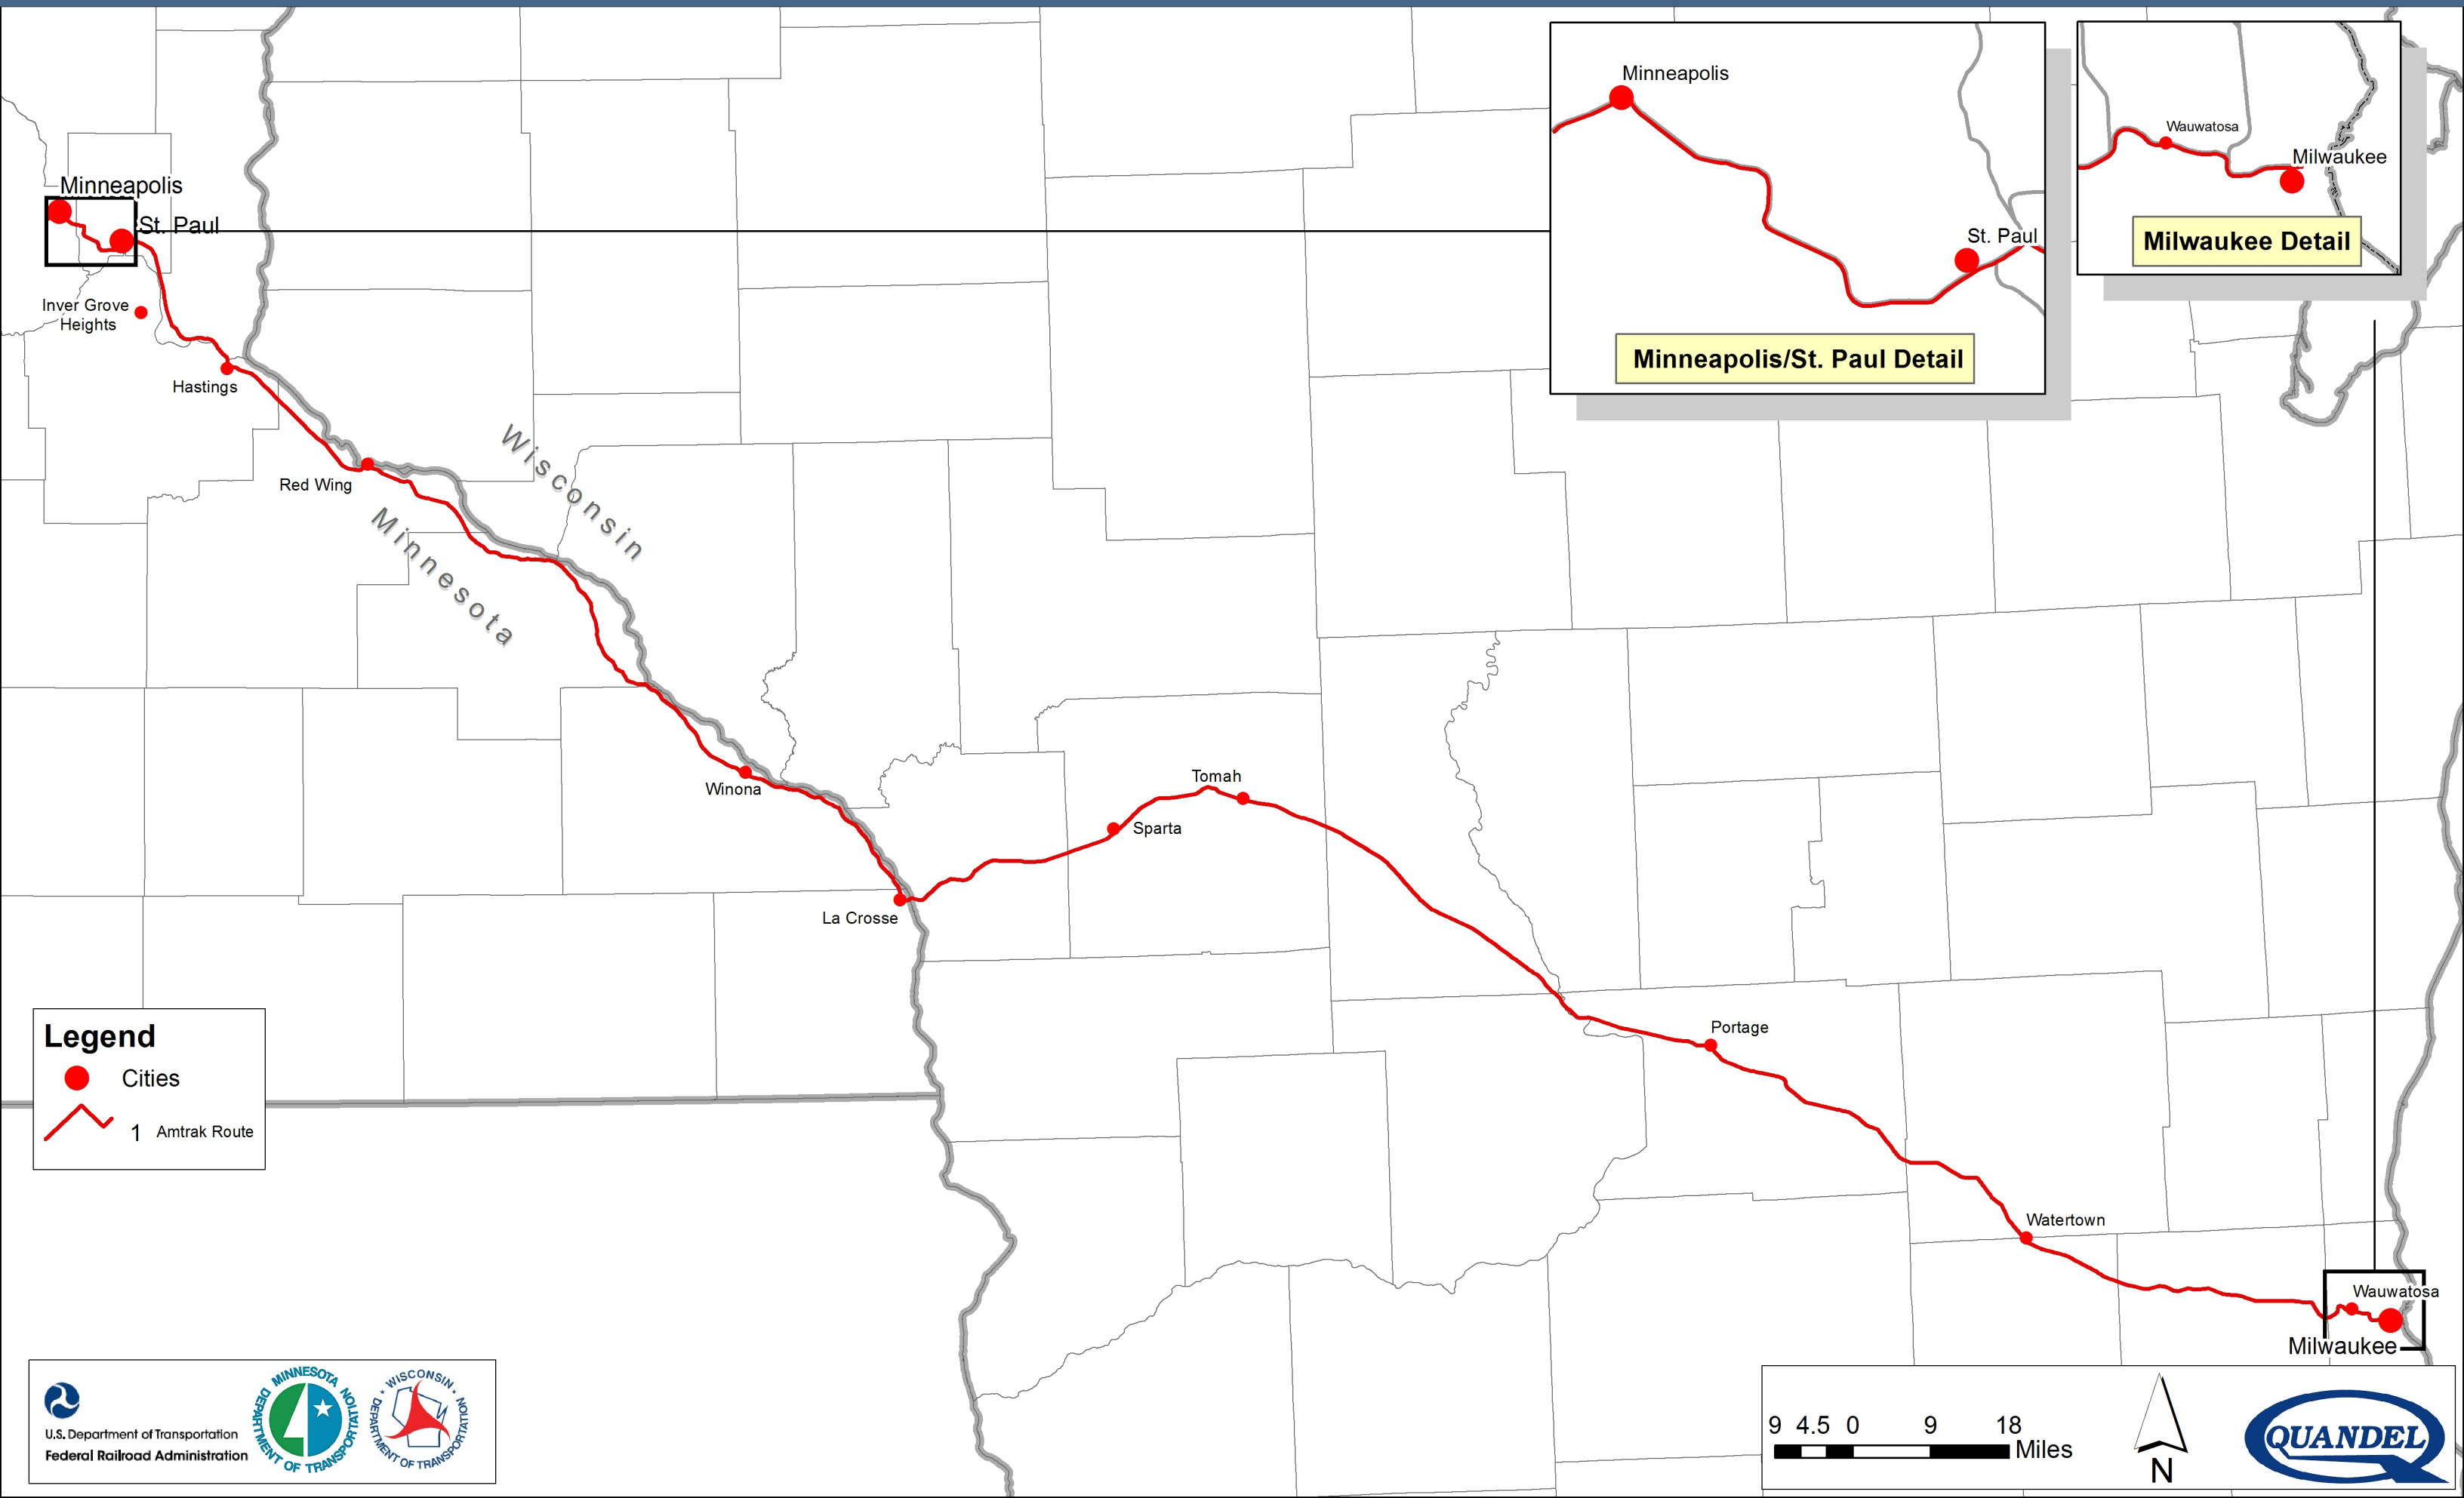 Minneapolis
St. Paul
Inver Grove
Heights
Hastings
Red Wing
Wisconsin
Minnesota
Winona
La Crosse
Sparta
Tomah
Portage
Watertown
Wauwatosa
Milwaukee
Minneapolis
St. Paul
Minneapolis/St. Paul Detail
Wauwatosa
Milwaukee
Milwaukee Detail
Legend
Cities
1 Amtrak Route
U.S. Department of Transportation
Federal Railroad Administration
MINNESOTA
DEPARTMENT OF TRANSPORTATION
WISCONSIN
DEPARTMENT OF TRANSPORTATION
9 4.5 0 9 18
Miles
N
QUANDEL